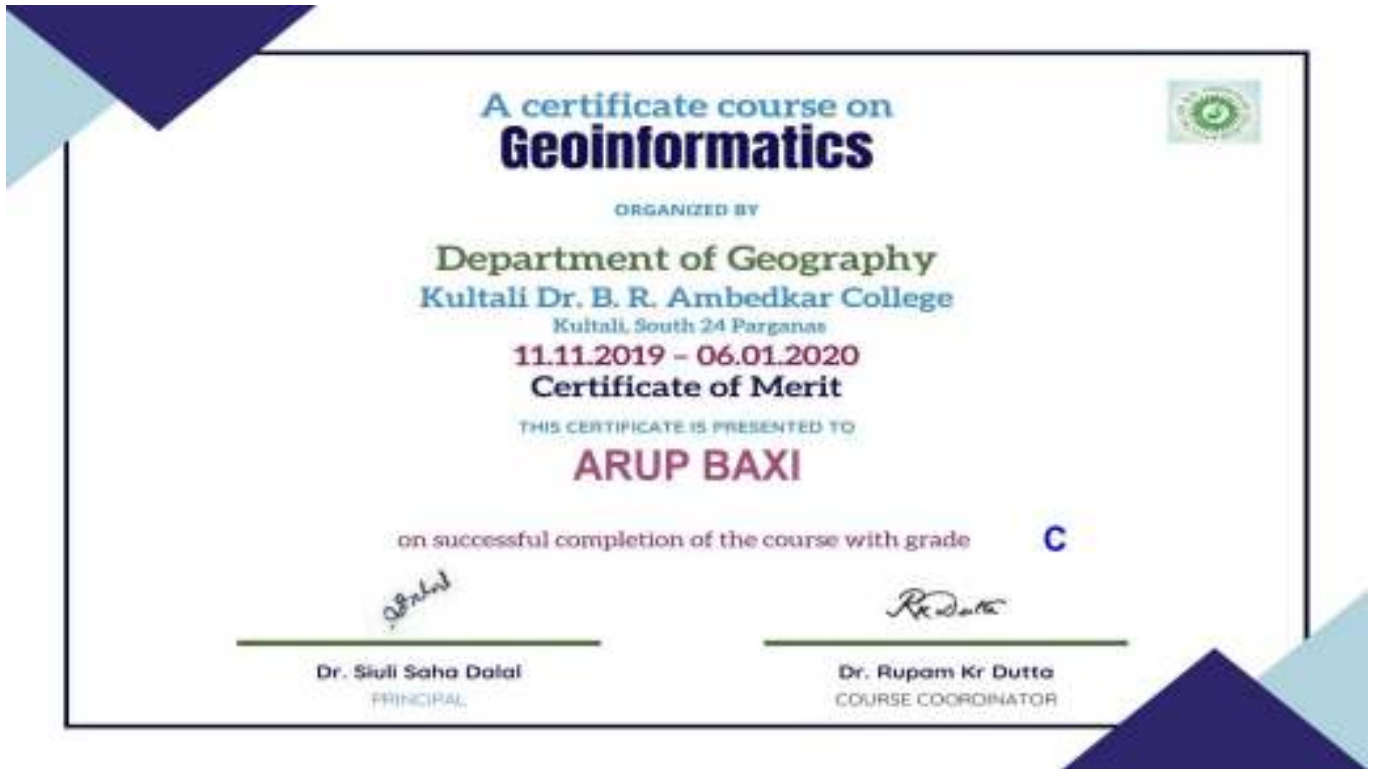 A certificate course on
Geoinformatics
ORGANIZED BY
Department of Geography
Kultali Dr. B. R. Ambedkar College
Kultali, South 24 Parganas
11.11.2019 – 06.01.2020
Certificate of Merit
THIS CERTIFICATE IS PRESENTED TO
ARUP BAXI
on successful completion of the course with grade C
RKDutta
Dr. Siuli Saha Dalal
PRINCIPAL
Dr. Rupam Kr Dutta
COURSE COORDINATOR